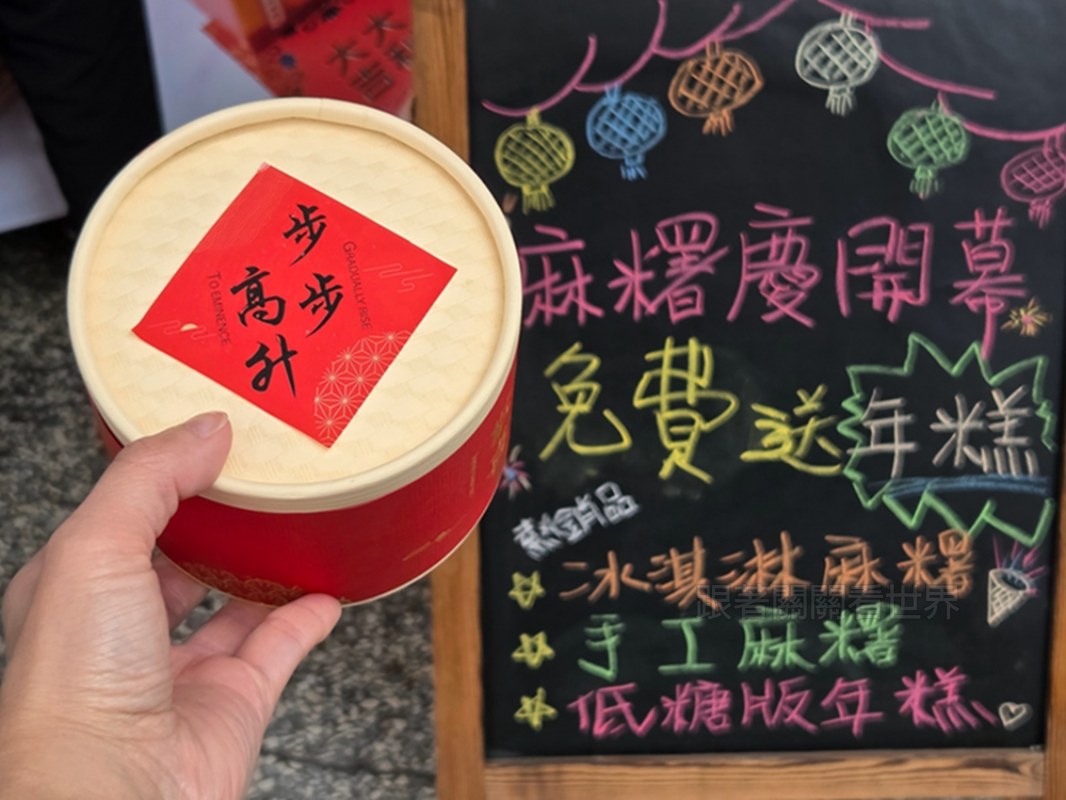 步步高升
GRADUALLY RISE
TO EMINENCE
麻糬慶開幕
免費送年糕
熱銷品
冰淇淋麻糬
手工麻糬
低糖版年糕
跟著關關看世界